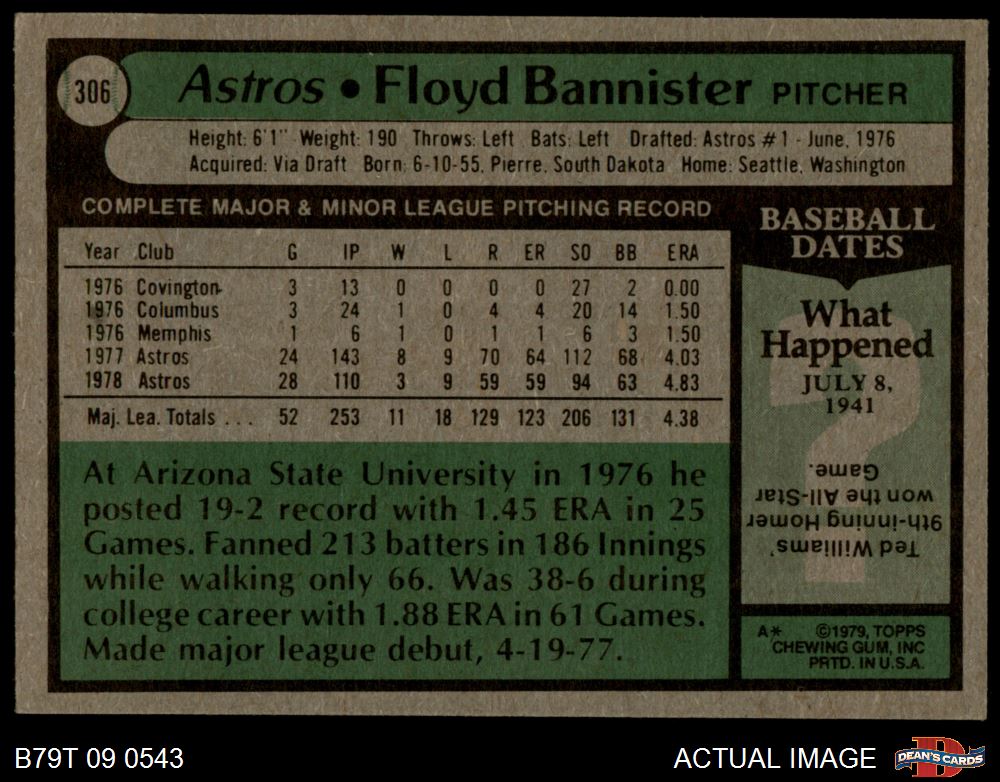 306
Astros • Floyd Bannister PITCHER
Height: 6'1" Weight: 190 Throws: Left Bats: Left Drafted: Astros #1 - June, 1976
Acquired: Via Draft Born: 6-10-55, Pierre, South Dakota Home: Seattle, Washington
COMPLETE MAJOR & MINOR LEAGUE PITCHING RECORD
Year Club G IP W L R ER SO BB ERA
1976 Covington 3 13 0 0 0 0 27 2 0.00
1976 Columbus 3 24 1 0 4 4 20 14 1.50
1976 Memphis 1 6 1 0 1 1 6 3 1.50
1977 Astros 24 143 8 9 70 64 112 68 4.03
1978 Astros 28 110 3 9 59 59 94 63 4.83
Maj. Lea. Totals . . . 52 253 11 18 129 123 206 131 4.38
At Arizona State University in 1976 he
posted 19-2 record with 1.45 ERA in 25
Games. Fanned 213 batters in 186 Innings
while walking only 66. Was 38-6 during
college career with 1.88 ERA in 61 Games.
Made major league debut, 4-19-77.
BASEBALL
DATES
What
Happened
JULY 8,
1941
?
Ted Williams'
9th-inning Homer
won the All-Star
Game.
A* ©1979, TOPPS
CHEWING GUM, INC
PRTD. IN U.S.A.
B79T 09 0543
ACTUAL IMAGE
D
DEAN'S CARDS